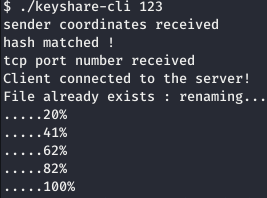 $ ./keyshare-cli 123
sender coordinates received
hash matched !
tcp port number received
Client connected to the server!
File already exists : renaming...
.....20%
.....41%
.....62%
.....82%
.....100%